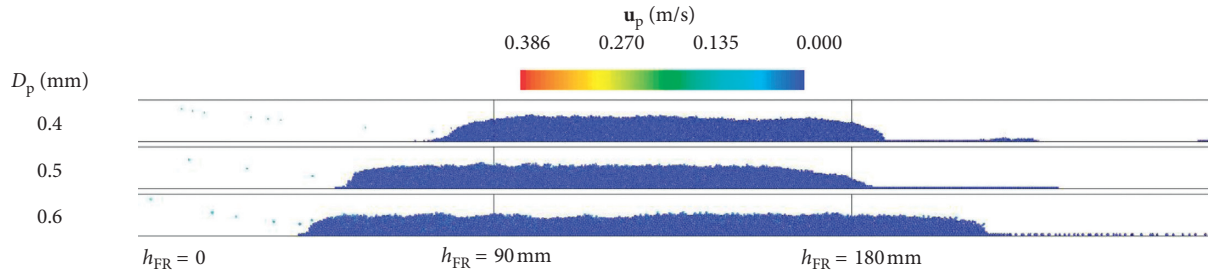 u_p (m/s)
0.386 0.270 0.135 0.000
D_p (mm)
0.4
0.5
0.6
h_FR = 0 h_FR = 90 mm h_FR = 180 mm